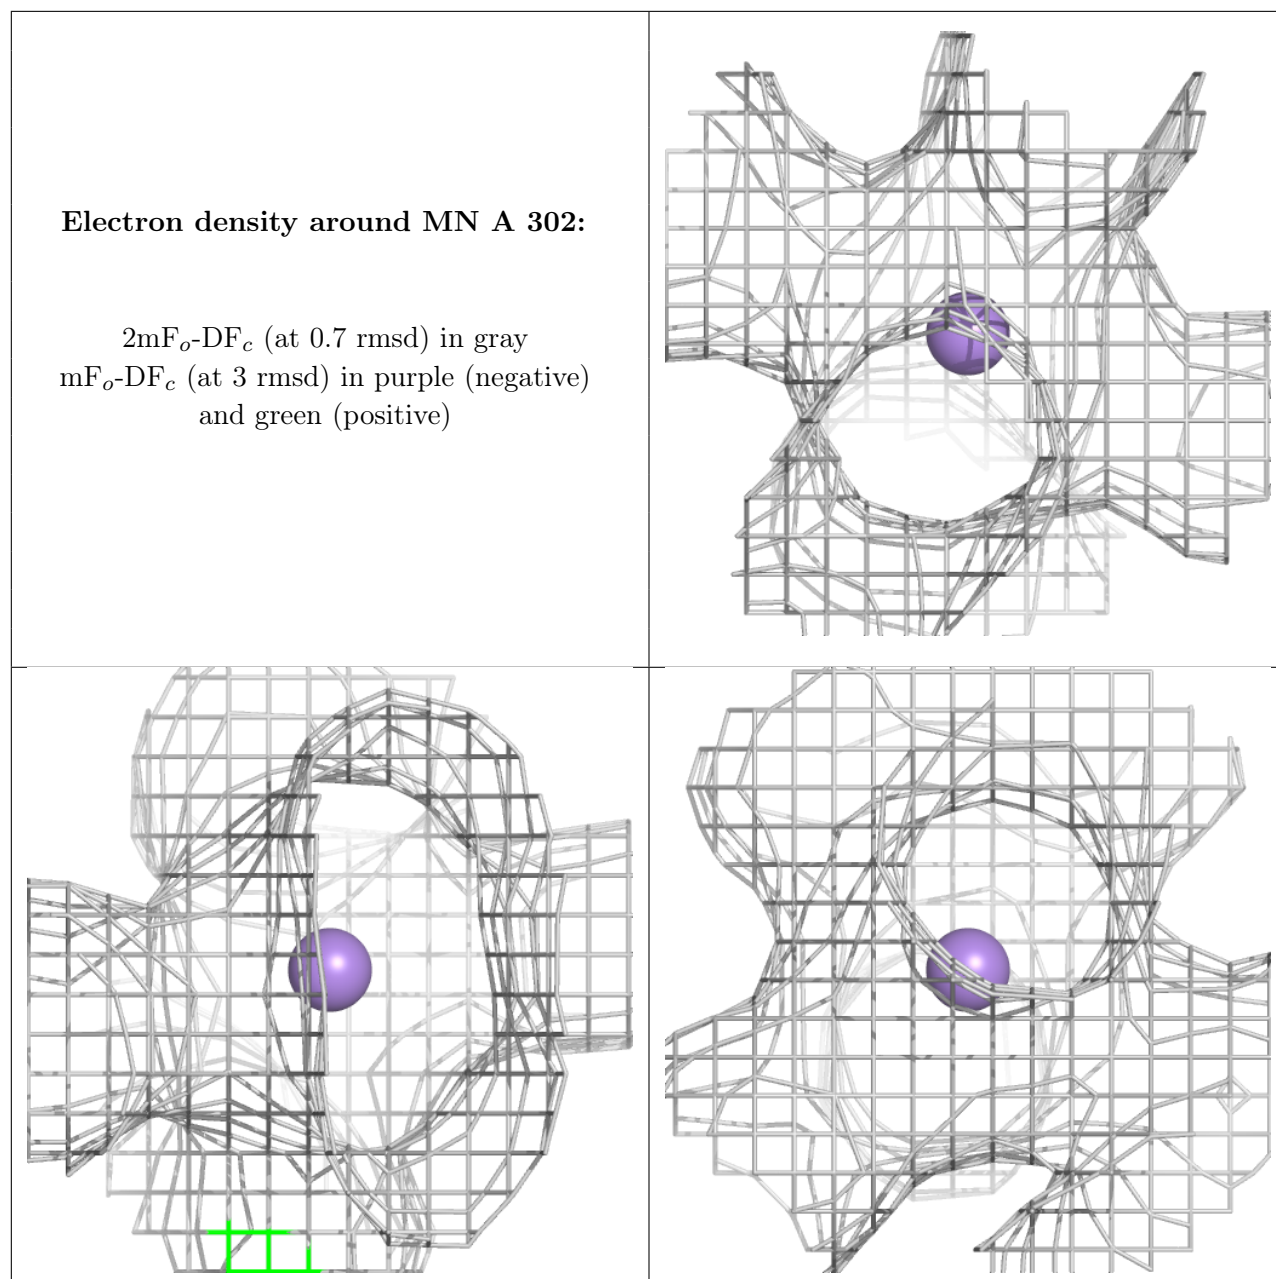 Electron density around MN A 302:
2mFₒ-DF𝒸 (at 0.7 rmsd) in gray
mFₒ-DF𝒸 (at 3 rmsd) in purple (negative)
and green (positive)